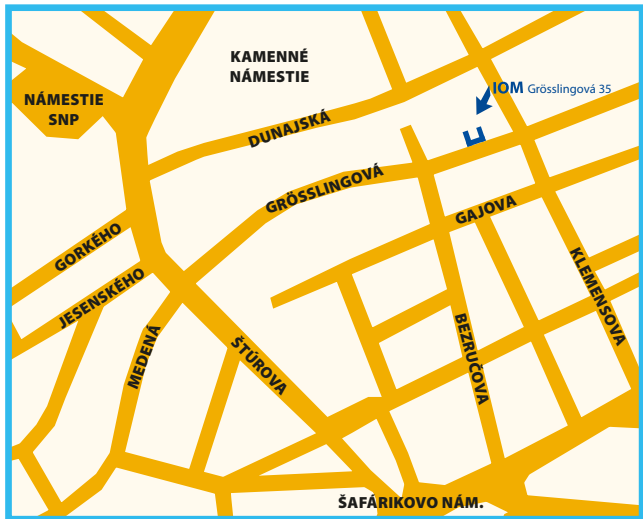 KAMENNÉ
NÁMESTIE
NÁMESTIE
SNP
IOM Grösslingová 35
DUNAJSKÁ
GRÖSSLINGOVÁ
GAJOVA
GORKÉHO
JESENSKÉHO
KLEMENSOVA
MEDENÁ
ŠTÚROVA
BEZRUČOVA
ŠAFÁRIKOVO NÁM.